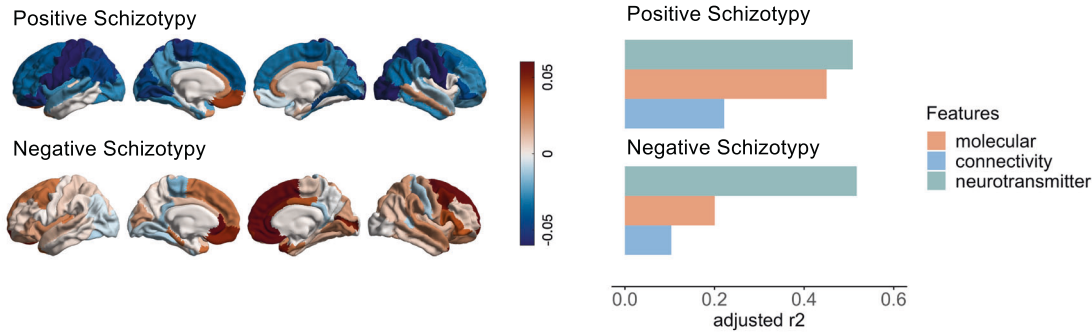 Positive Schizotypy
Negative Schizotypy
0.05
0
-0.05
Positive Schizotypy
Negative Schizotypy
0.0 0.2 0.4 0.6
adjusted r2
Features
molecular
connectivity
neurotransmitter